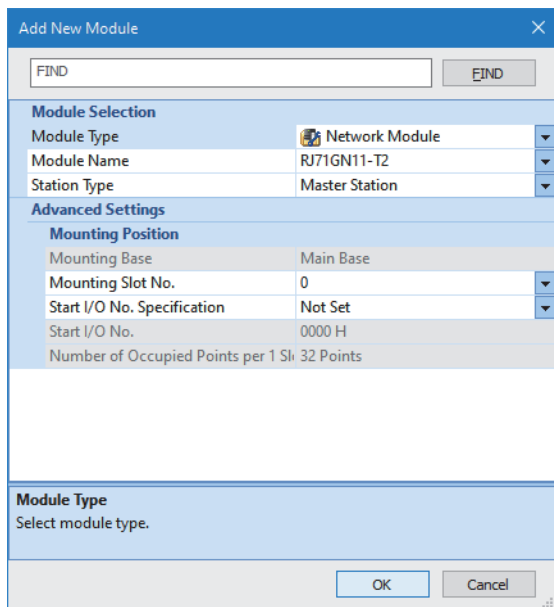 Add New Module
FIND
FIND
Module Selection
Module Type Network Module
Module Name RJ71GN11-T2
Station Type Master Station
Advanced Settings
Mounting Position
Mounting Base Main Base
Mounting Slot No. 0
Start I/O No. Specification Not Set
Start I/O No. 0000 H
Number of Occupied Points per 1 Sl 32 Points
Module Type
Select module type.
OK Cancel